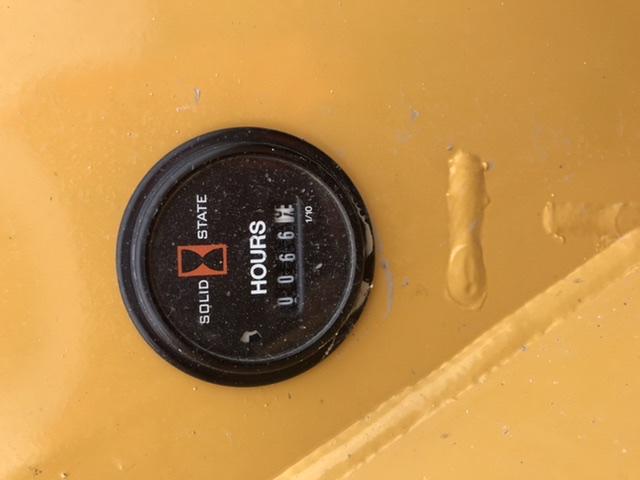 SOLID STATE
HOURS
0066
1/10